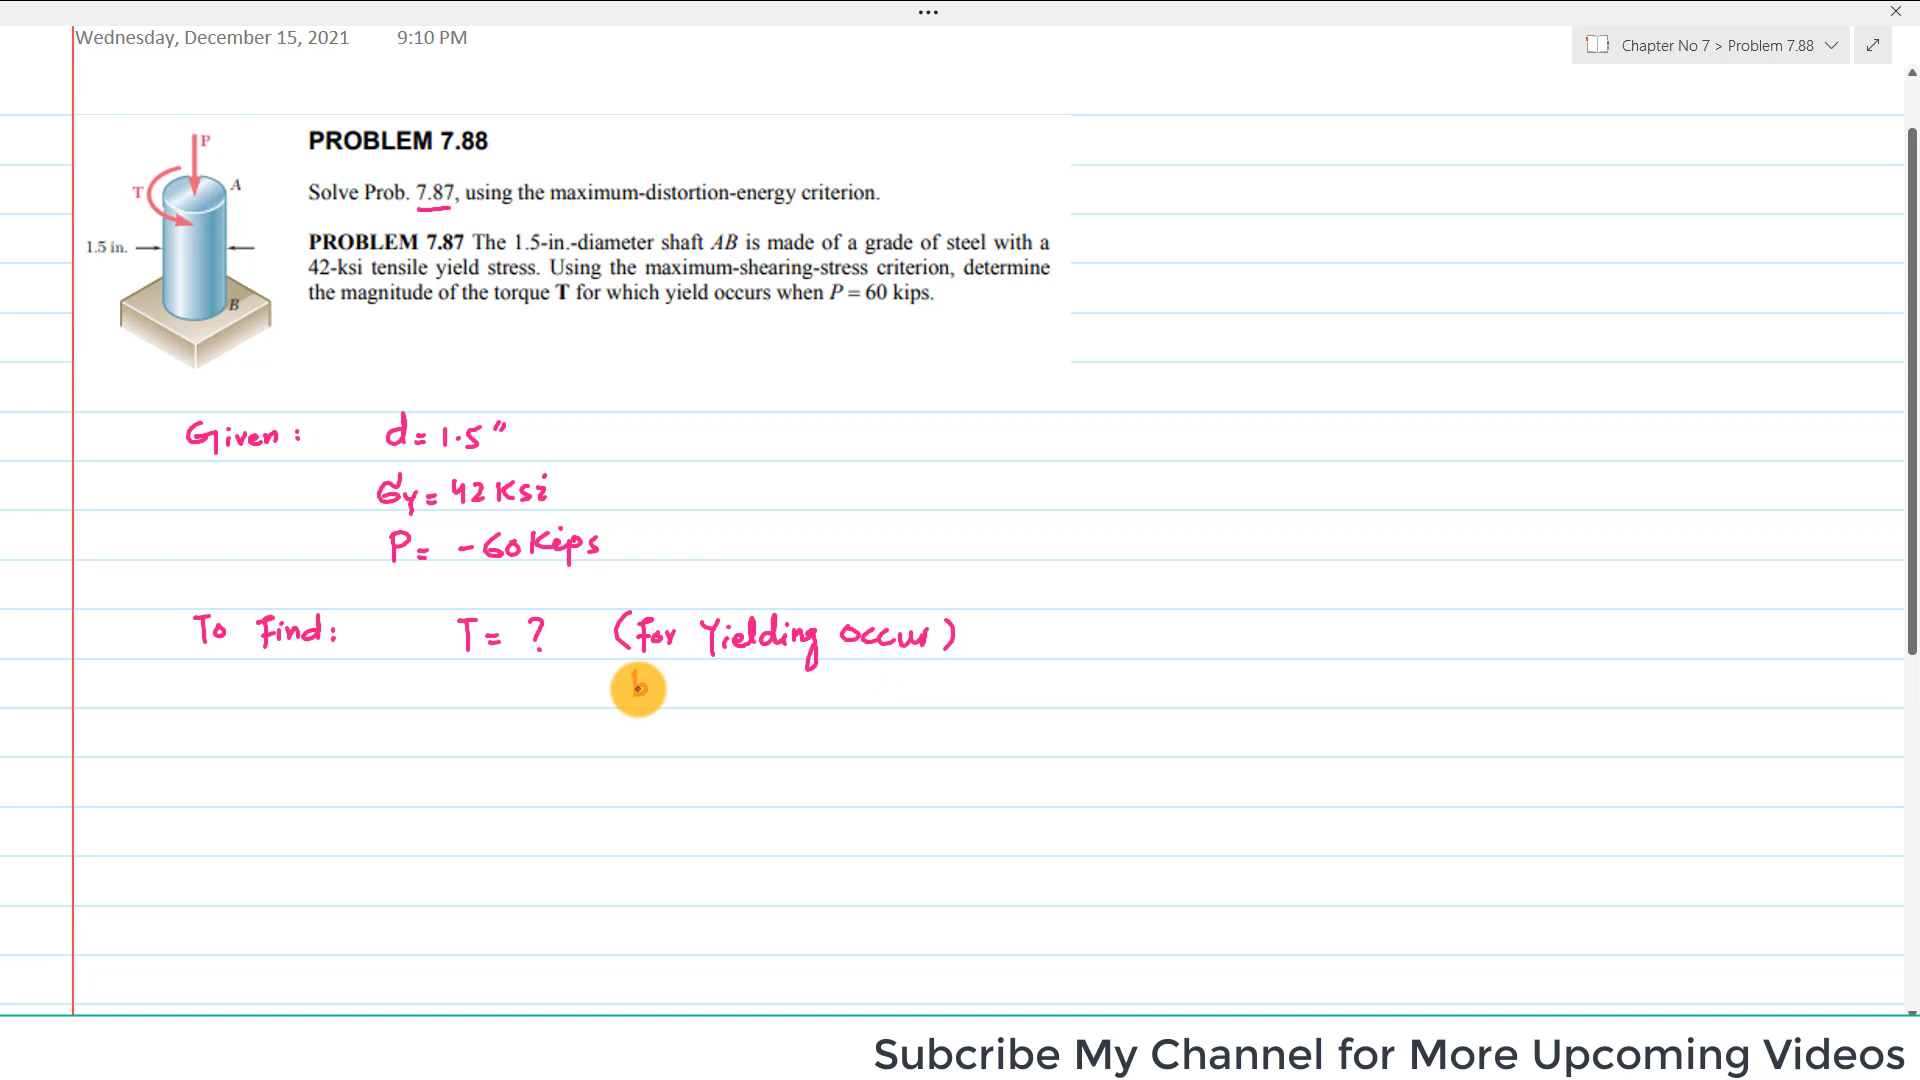 Wednesday, December 15, 2021 9:10 PM
Chapter No 7 > Problem 7.88
P
T
A
1.5 in.
B
PROBLEM 7.88
Solve Prob. 7.87, using the maximum-distortion-energy criterion.
PROBLEM 7.87 The 1.5-in.-diameter shaft AB is made of a grade of steel with a
42-ksi tensile yield stress. Using the maximum-shearing-stress criterion, determine
the magnitude of the torque T for which yield occurs when P = 60 kips.
Given: d = 1.5"
σy = 42 Ksi
P = -60 Kips
To Find: T = ? (For Yielding occur)
b
Subcribe My Channel for More Upcoming Videos